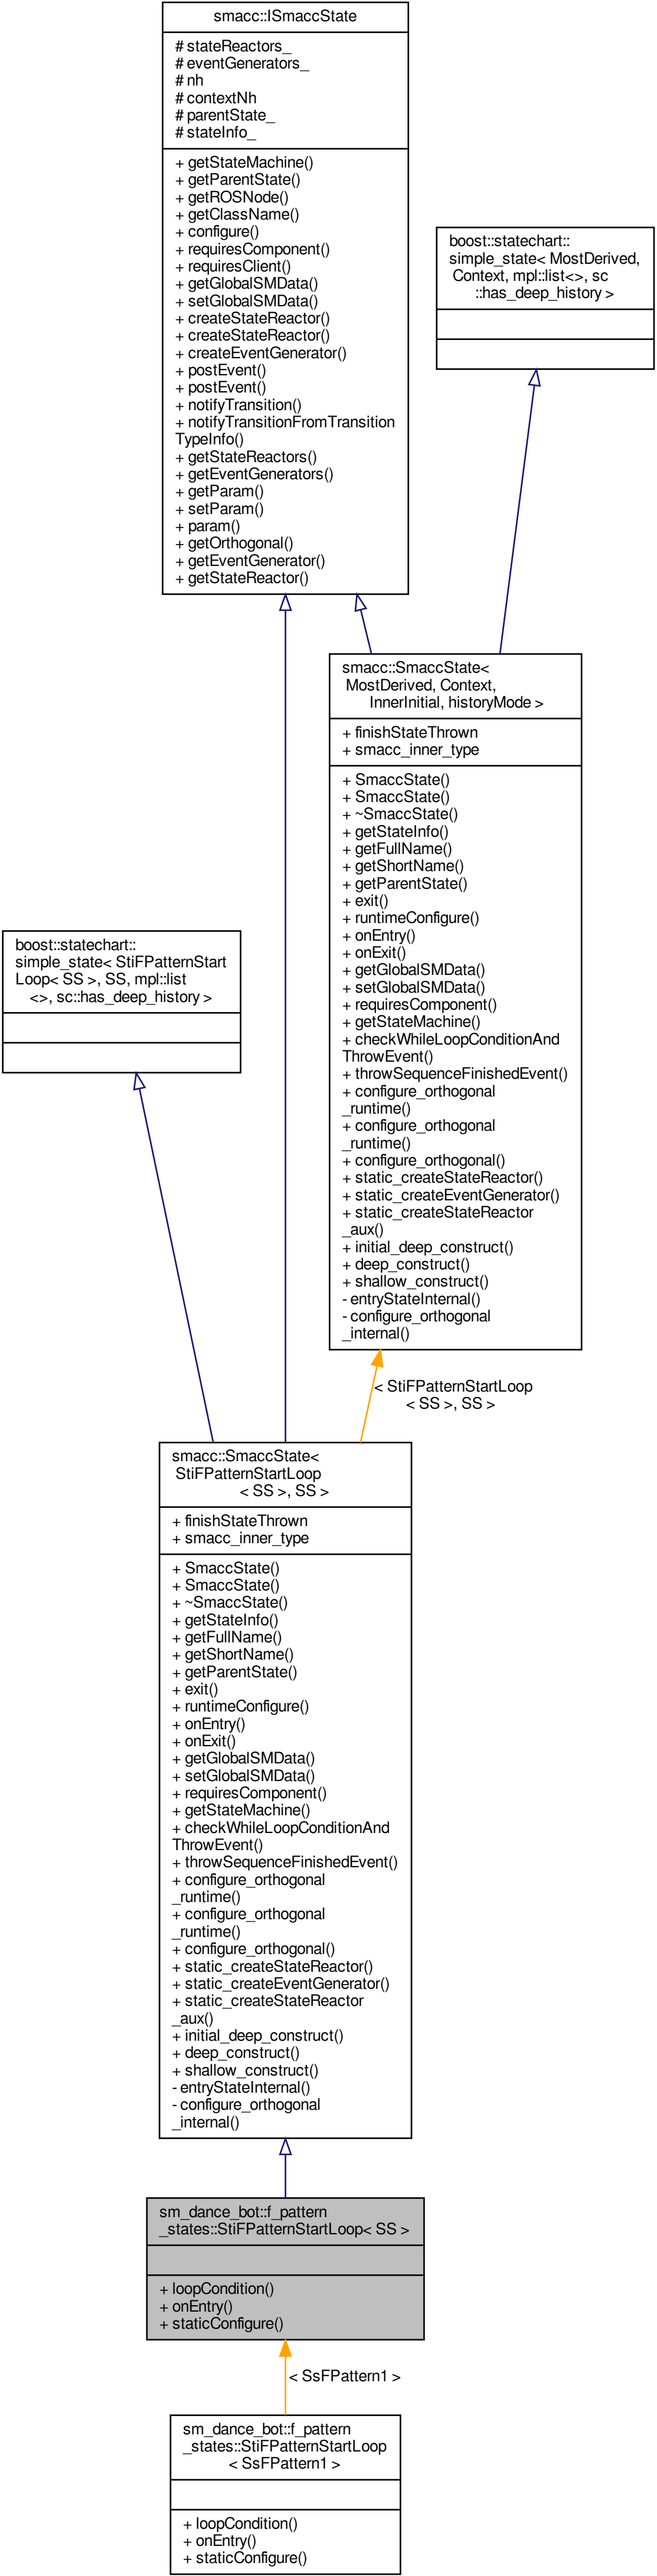 smacc::ISmaccState
# stateReactors_
# eventGenerators_
# nh
# contextNh
# parentState_
# stateInfo_
+ getStateMachine()
+ getParentState()
+ getROSNode()
+ getClassName()
+ configure()
+ requiresComponent()
+ requiresClient()
+ getGlobalSMData()
+ setGlobalSMData()
+ createStateReactor()
+ createStateReactor()
+ createEventGenerator()
+ postEvent()
+ postEvent()
+ notifyTransition()
+ notifyTransitionFromTransition
TypeInfo()
+ getStateReactors()
+ getEventGenerators()
+ getParam()
+ setParam()
+ param()
+ getOrthogonal()
+ getEventGenerator()
+ getStateReactor()
boost::statechart::
simple_state< MostDerived,
Context, mpl::list<>, sc
::has_deep_history >
smacc::SmaccState<
MostDerived, Context,
InnerInitial, historyMode >
+ finishStateThrown
+ smacc_inner_type
+ SmaccState()
+ SmaccState()
+ ~SmaccState()
+ getStateInfo()
+ getFullName()
+ getShortName()
+ getParentState()
+ exit()
+ runtimeConfigure()
+ onEntry()
+ onExit()
+ getGlobalSMData()
+ setGlobalSMData()
+ requiresComponent()
+ getStateMachine()
+ checkWhileLoopConditionAnd
ThrowEvent()
+ throwSequenceFinishedEvent()
+ configure_orthogonal
_runtime()
+ configure_orthogonal
_runtime()
+ configure_orthogonal()
+ static_createStateReactor()
+ static_createEventGenerator()
+ static_createStateReactor
_aux()
+ initial_deep_construct()
+ deep_construct()
+ shallow_construct()
- entryStateInternal()
- configure_orthogonal
_internal()
boost::statechart::
simple_state< StiFPatternStart
Loop< SS >, SS, mpl::list
<>, sc::has_deep_history >
< StiFPatternStartLoop
< SS >, SS >
smacc::SmaccState<
StiFPatternStartLoop
< SS >, SS >
+ finishStateThrown
+ smacc_inner_type
+ SmaccState()
+ SmaccState()
+ ~SmaccState()
+ getStateInfo()
+ getFullName()
+ getShortName()
+ getParentState()
+ exit()
+ runtimeConfigure()
+ onEntry()
+ onExit()
+ getGlobalSMData()
+ setGlobalSMData()
+ requiresComponent()
+ getStateMachine()
+ checkWhileLoopConditionAnd
ThrowEvent()
+ throwSequenceFinishedEvent()
+ configure_orthogonal
_runtime()
+ configure_orthogonal
_runtime()
+ configure_orthogonal()
+ static_createStateReactor()
+ static_createEventGenerator()
+ static_createStateReactor
_aux()
+ initial_deep_construct()
+ deep_construct()
+ shallow_construct()
- entryStateInternal()
- configure_orthogonal
_internal()
sm_dance_bot::f_pattern
_states::StiFPatternStartLoop< SS >
+ loopCondition()
+ onEntry()
+ staticConfigure()
< SsFPattern1 >
sm_dance_bot::f_pattern
_states::StiFPatternStartLoop
< SsFPattern1 >
+ loopCondition()
+ onEntry()
+ staticConfigure()